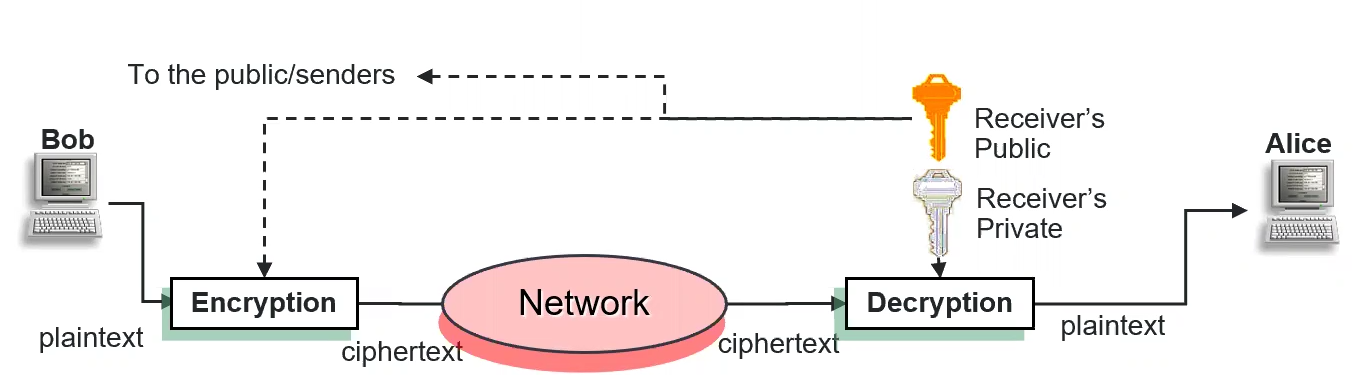 To the public/senders
Bob
Receiver's
Public
Alice
Receiver's
Private
Encryption
Network
Decryption
plaintext
ciphertext
ciphertext
plaintext